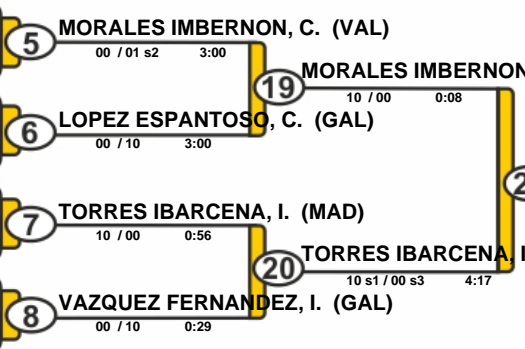 5 MORALES IMBERNON, C. (VAL)
00 / 01 s2 3:00
19 MORALES IMBERNON
10 / 00 0:08
6 LOPEZ ESPANTOSO, C. (GAL)
00 / 10 3:00
2
7 TORRES IBARCENA, I. (MAD)
10 / 00 0:56
20 TORRES IBARCENA, I
10 s1 / 00 s3 4:17
8 VAZQUEZ FERNANDEZ, I. (GAL)
00 / 10 0:29